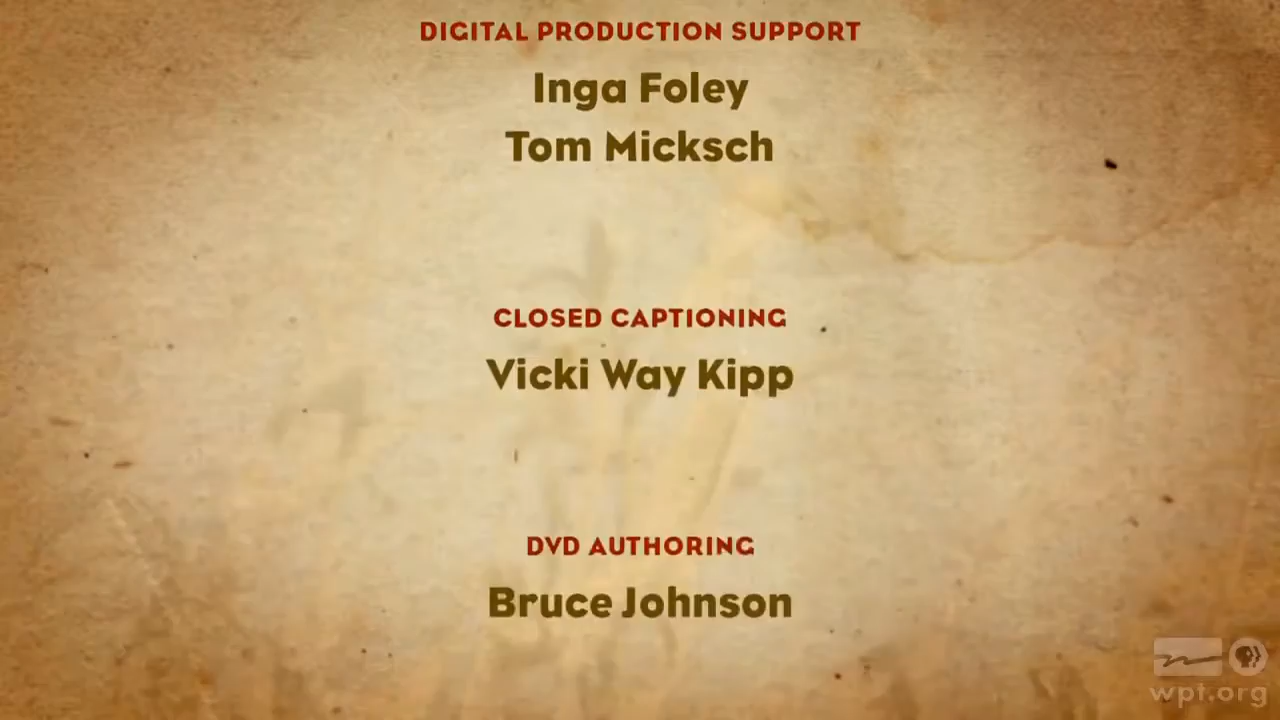 DIGITAL PRODUCTION SUPPORT
Inga Foley
Tom Micksch
CLOSED CAPTIONING
Vicki Way Kipp
DVD AUTHORING
Bruce Johnson
wpt.org